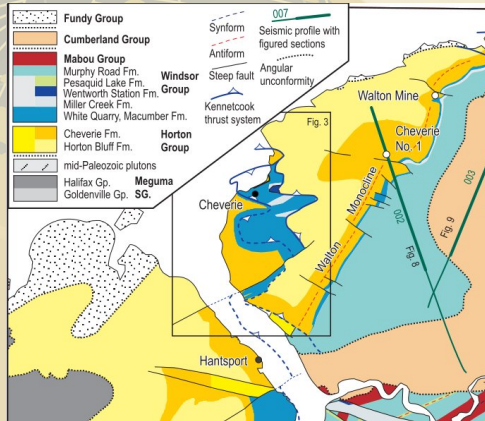 Fundy Group
Cumberland Group
Mabou Group
Murphy Road Fm.
Pesaquid Lake Fm.
Wentworth Station Fm.
Miller Creek Fm.
White Quarry, Macumber Fm.
Windsor
Group
Cheverie Fm.
Horton Bluff Fm.
Horton
Group
mid-Paleozoic plutons
Halifax Gp.
Goldenville Gp.
Meguma
SG.
Synform
Antiform
Steep fault
Kennetcook
thrust system
007
Seismic profile with
figured sections
Angular
unconformity
Fig. 3
Walton Mine
Cheverie
No. 1
003
Cheverie
Monocline
Walton
002
Fig. 8
Fig. 9
Hantsport